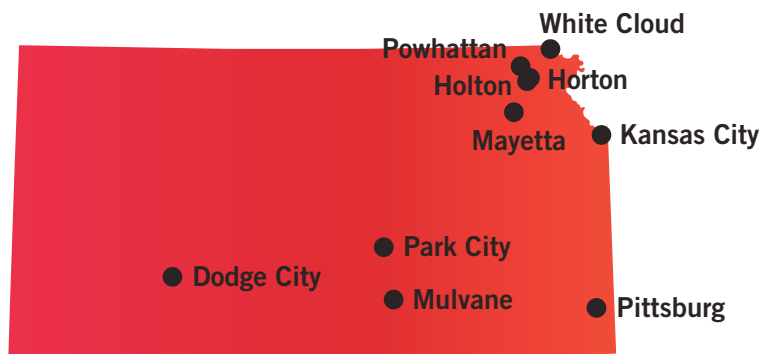 White Cloud
Powhattan
Horton
Holton
Kansas City
Mayetta
Park City
Dodge City
Mulvane
Pittsburg